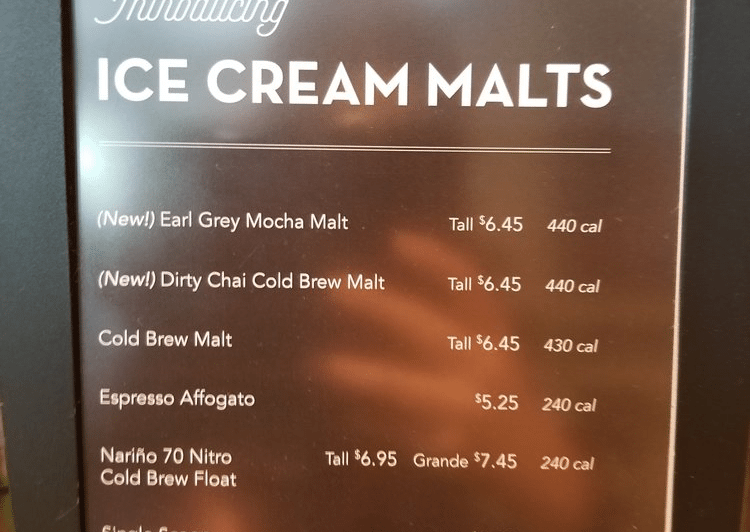 Introducing
ICE CREAM MALTS
(New!) Earl Grey Mocha Malt Tall $6.45 440 cal
(New!) Dirty Chai Cold Brew Malt Tall $6.45 440 cal
Cold Brew Malt Tall $6.45 430 cal
Espresso Affogato $5.25 240 cal
Nariño 70 Nitro Tall $6.95 Grande $7.45 240 cal
Cold Brew Float